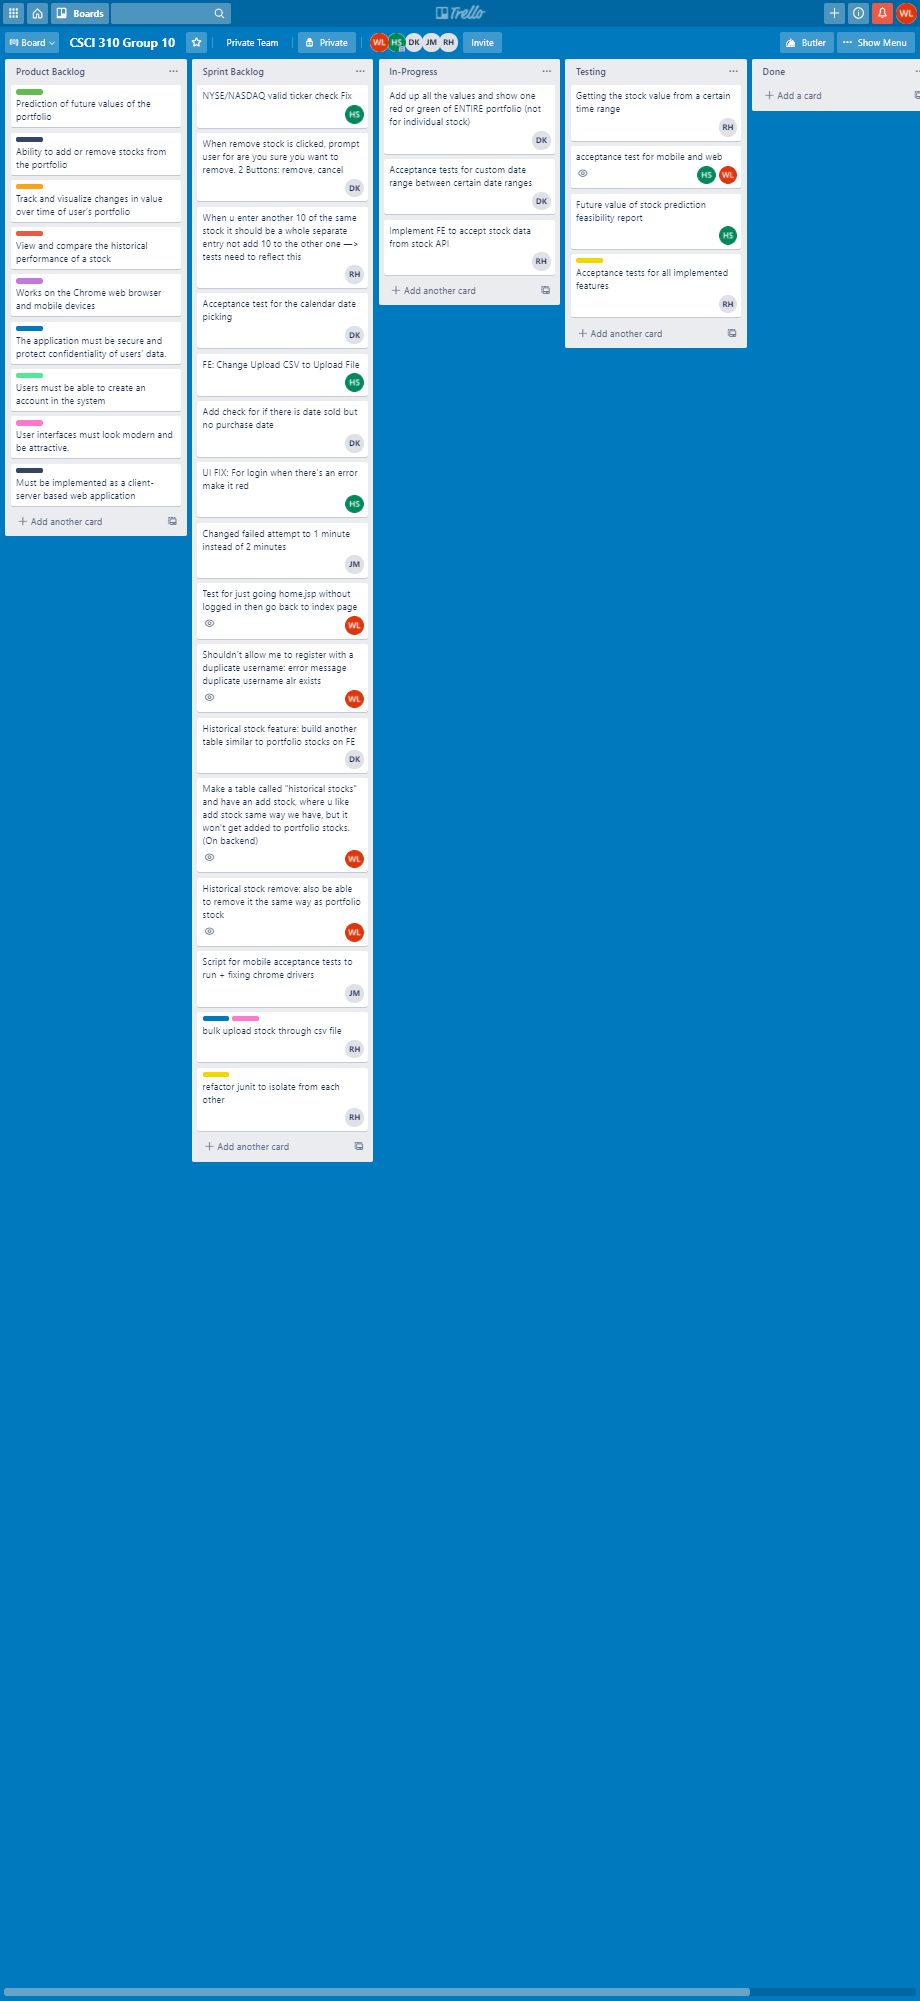 Boards
Trello
WL
Board
CSCI 310 Group 10
Private Team
Private
WL
HS
DK
JM
RH
Invite
Butler
Show Menu
Product Backlog
Prediction of future values of the
portfolio
Ability to add or remove stocks from
the portfolio
Track and visualize changes in value
over time of user's portfolio
View and compare the historical
performance of a stock
Works on the Chrome web browser
and mobile devices
The application must be secure and
protect confidentiality of users' data.
Users must be able to create an
account in the system
User interfaces must look modern and
be attractive.
Must be implemented as a client-
server based web application
Add another card
Sprint Backlog
NYSE/NASDAQ valid ticker check Fix
HS
When remove stock is clicked, prompt
user for are you sure you want to
remove. 2 Buttons: remove, cancel
DK
When u enter another 10 of the same
stock it should be a whole separate
entry not add 10 to the other one —>
tests need to reflect this
RH
Acceptance test for the calendar date
picking
DK
FE: Change Upload CSV to Upload File
HS
Add check for if there is date sold but
no purchase date
DK
UI FIX: For login when there's an error
make it red
HS
Changed failed attempt to 1 minute
instead of 2 minutes
JM
Test for just going home.jsp without
logged in then go back to index page
WL
Shouldn't allow me to register with a
duplicate username: error message
duplicate username alr exists
WL
Historical stock feature: build another
table similar to portfolio stocks on FE
DK
Make a table called "historical stocks"
and have an add stock, where u like
add stock same way we have, but it
won't get added to portfolio stocks.
(On backend)
WL
Historical stock remove: also be able
to remove it the same way as portfolio
stock
WL
Script for mobile acceptance tests to
run + fixing chrome drivers
JM
bulk upload stock through csv file
RH
refactor junit to isolate from each
other
RH
Add another card
In-Progress
Add up all the values and show one
red or green of ENTIRE portfolio (not
for individual stock)
DK
Acceptance tests for custom date
range between certain date ranges
DK
Implement FE to accept stock data
from stock API
RH
Add another card
Testing
Getting the stock value from a certain
time range
RH
acceptance test for mobile and web
HS
WL
Future value of stock prediction
feasibility report
HS
Acceptance tests for all implemented
features
RH
Add another card
Done
Add a card